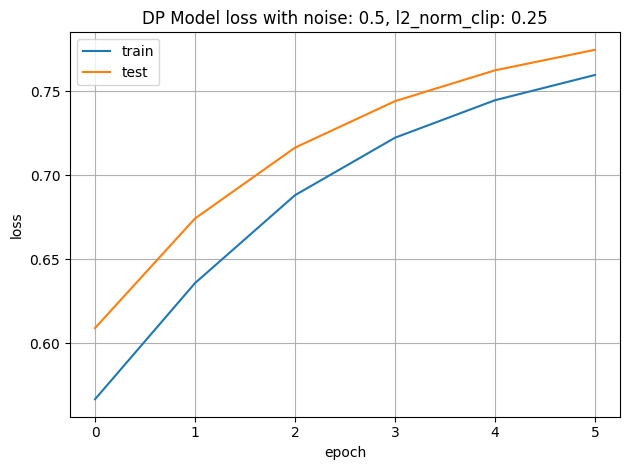 DP Model loss with noise: 0.5, l2_norm_clip: 0.25
train
test
0.75
0.70
0.65
0.60
loss
0 1 2 3 4 5
epoch